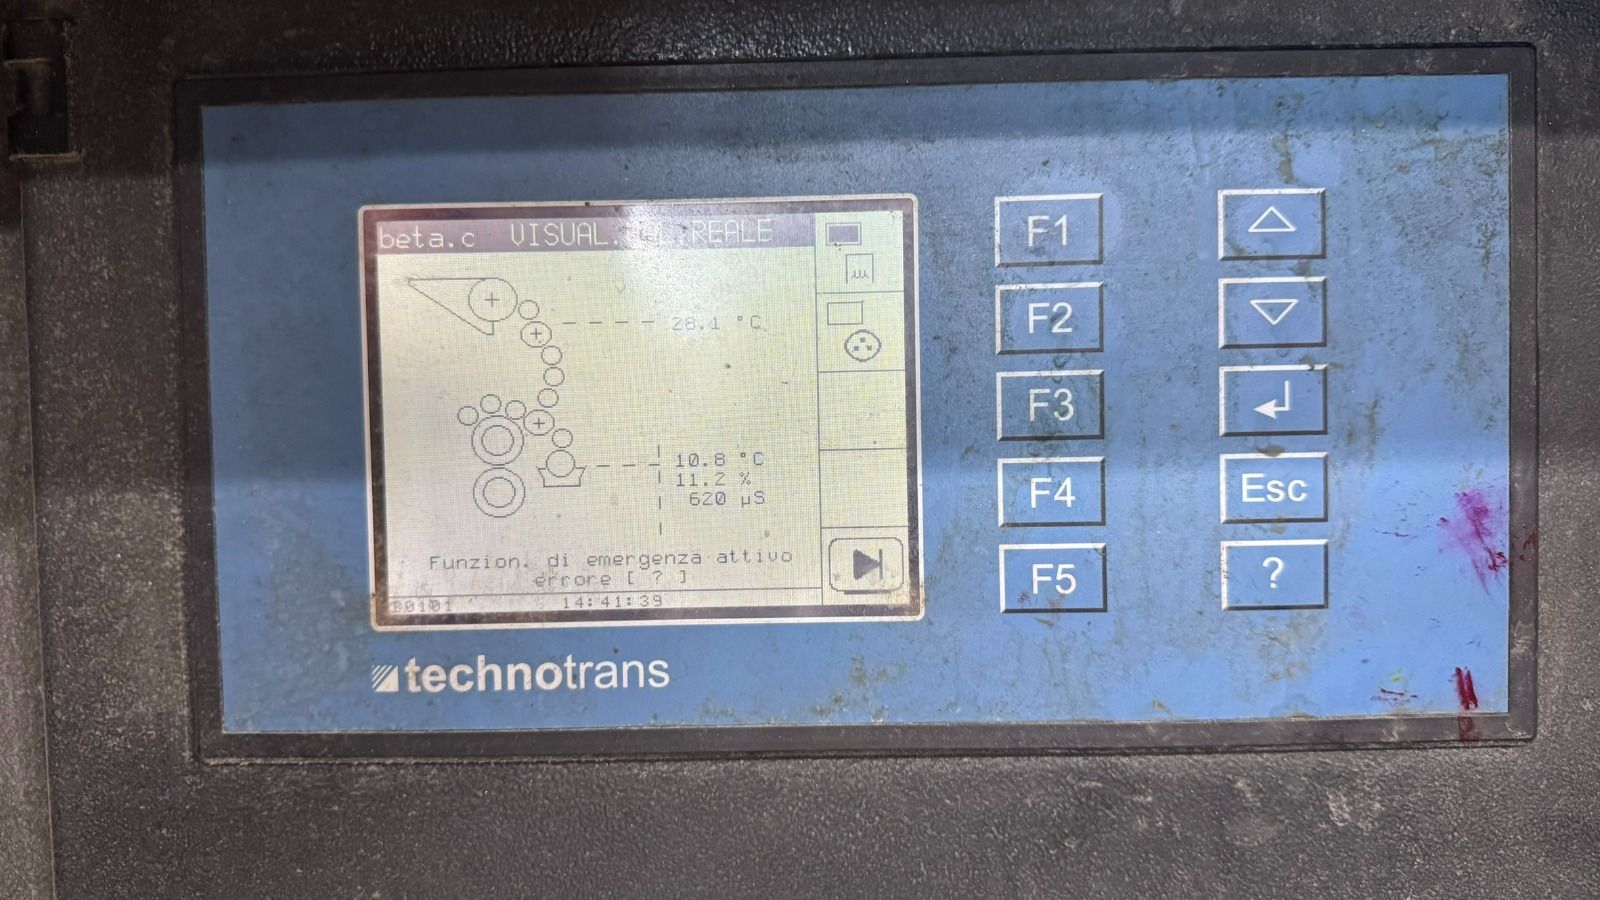 beta.c VISUAL. REALE
28.1 °C
10.8 °C
11.2 %
620 µS
Funzion. di emergenza attivo
errore [ ? ]
14:41:39
technotrans
F1
F2
F3
F4
F5
Esc
?